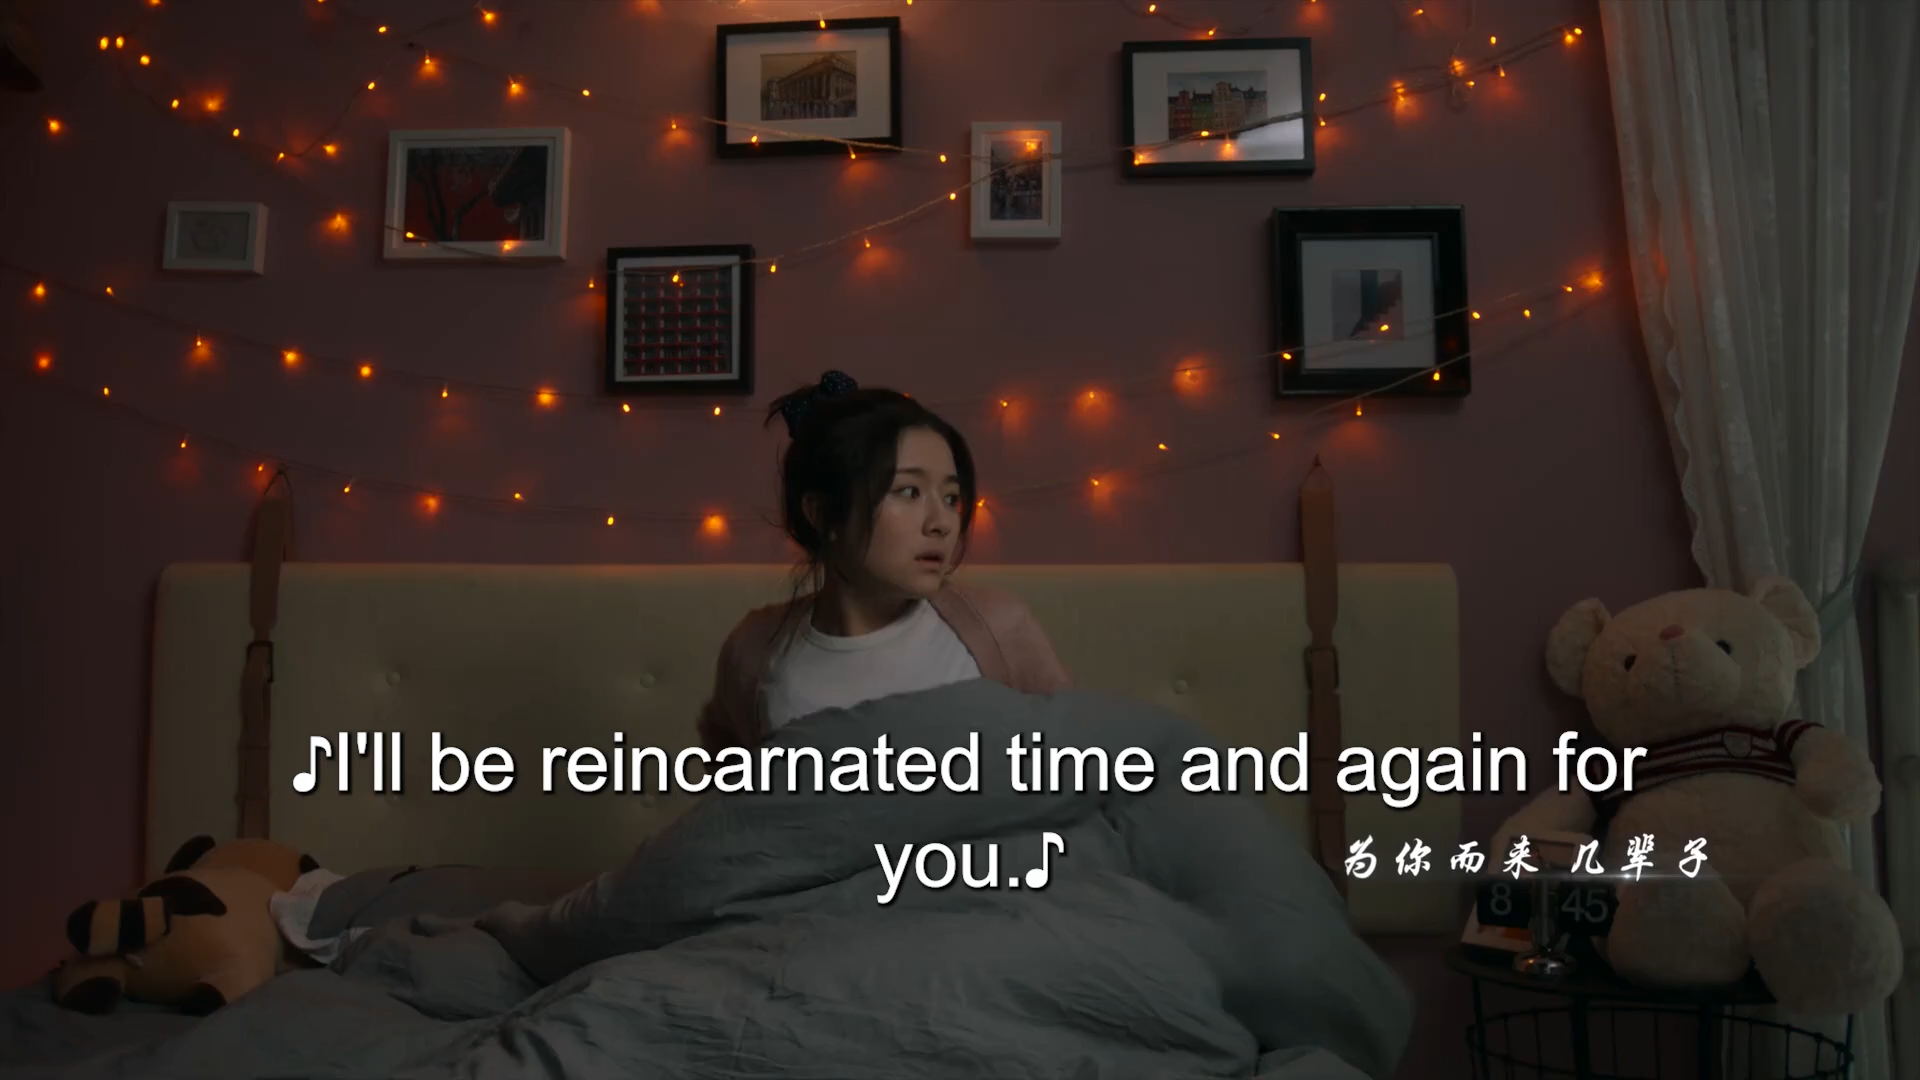 ♪I'll be reincarnated time and again for
you.♪
为你而来 几辈子
8 45